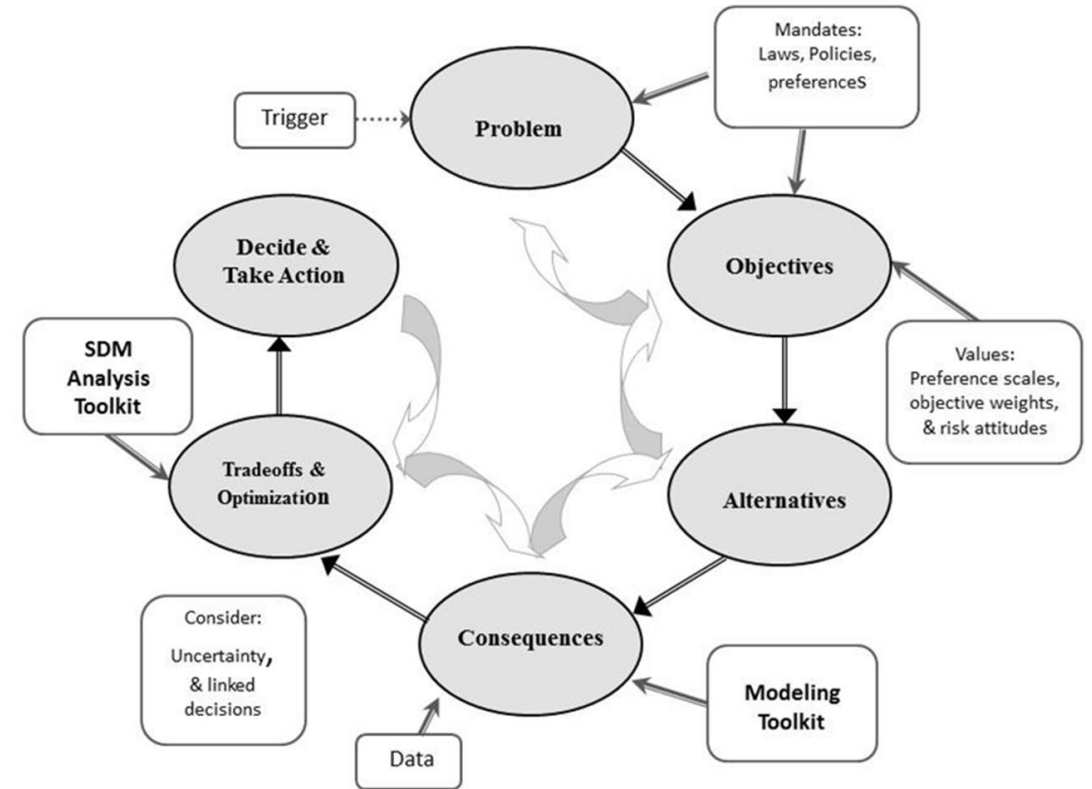 Mandates:
Laws, Policies,
preferences
Trigger
Problem
Decide &
Take Action
Objectives
SDM
Analysis
Toolkit
Values:
Preference scales,
objective weights,
& risk attitudes
Tradeoffs &
Optimization
Alternatives
Consider:
Uncertainty,
& linked
decisions
Consequences
Modeling
Toolkit
Data